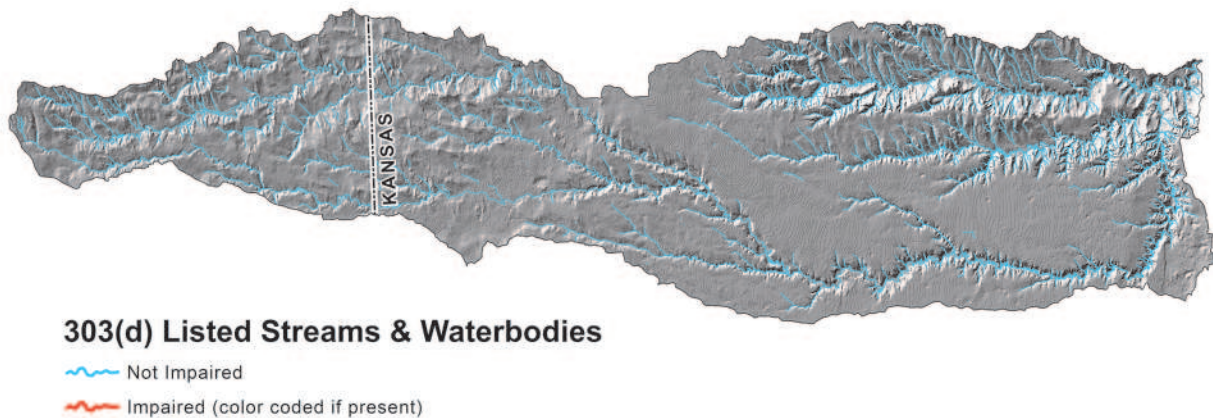 KANSAS
303(d) Listed Streams & Waterbodies
Not Impaired
Impaired (color coded if present)